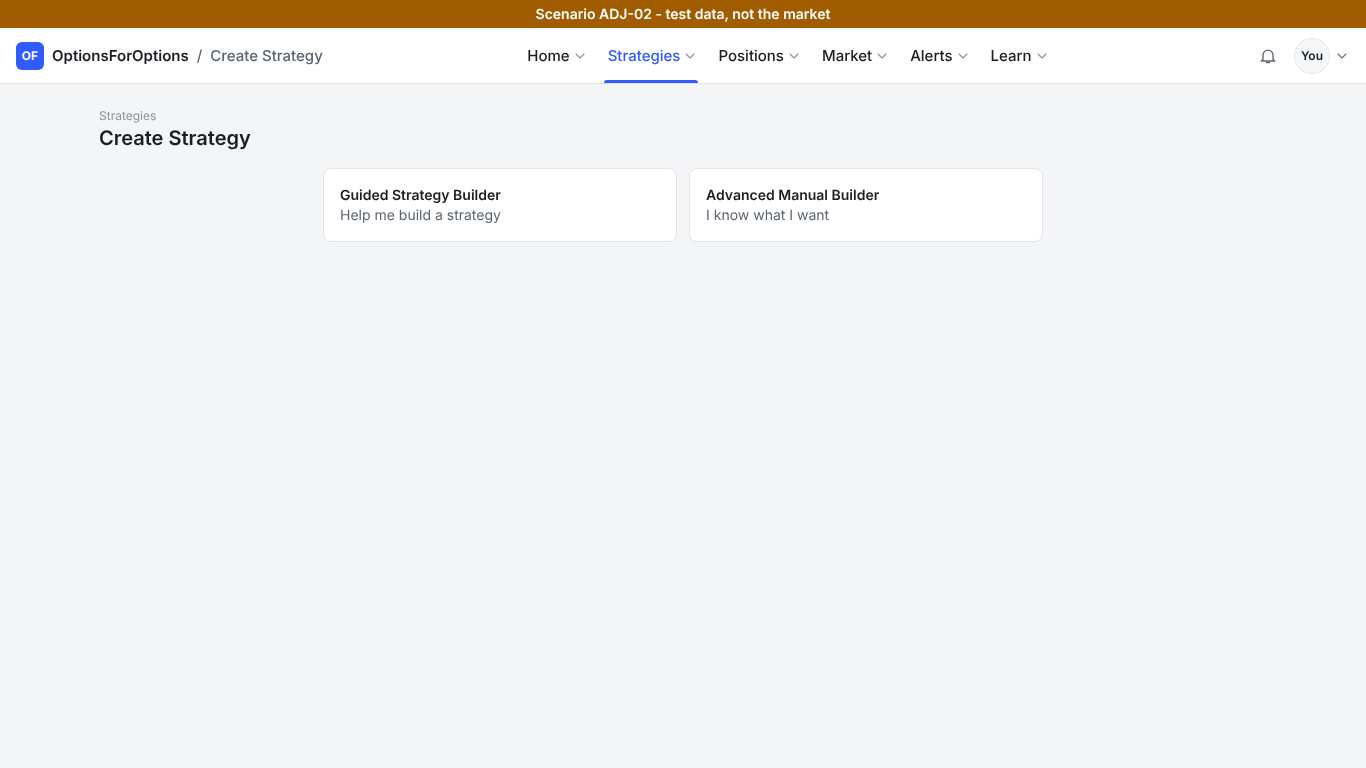 Scenario ADJ-02 - test data, not the market
OF OptionsForOptions / Create Strategy Home Strategies Positions Market Alerts Learn You
Strategies
Create Strategy
Guided Strategy Builder
Help me build a strategy
Advanced Manual Builder
I know what I want